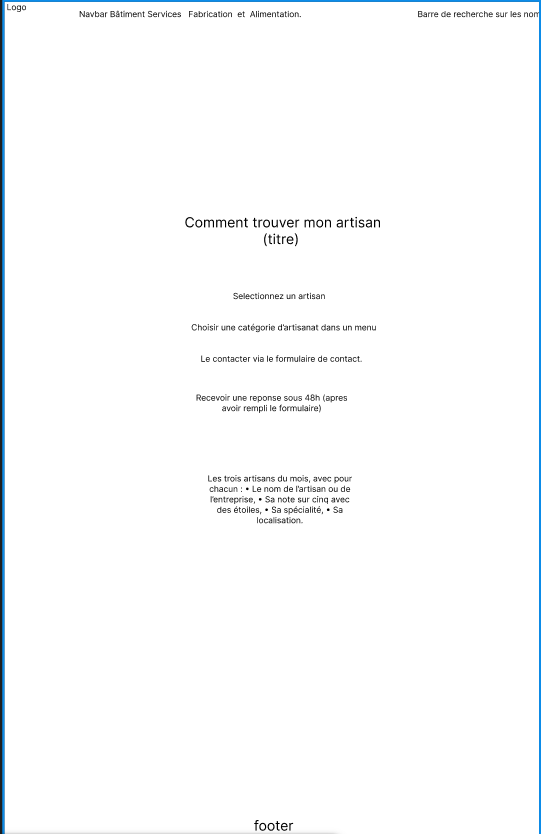 Logo
Navbar Bâtiment Services Fabrication et Alimentation.
Barre de recherche sur les nom
Comment trouver mon artisan
(titre)
Selectionnez un artisan
Choisir une catégorie d'artisanat dans un menu
Le contacter via le formulaire de contact.
Recevoir une reponse sous 48h (apres
avoir rempli le formulaire)
Les trois artisans du mois, avec pour
chacun : • Le nom de l'artisan ou de
l'entreprise, • Sa note sur cinq avec
des étoiles, • Sa spécialité, • Sa
localisation.
footer